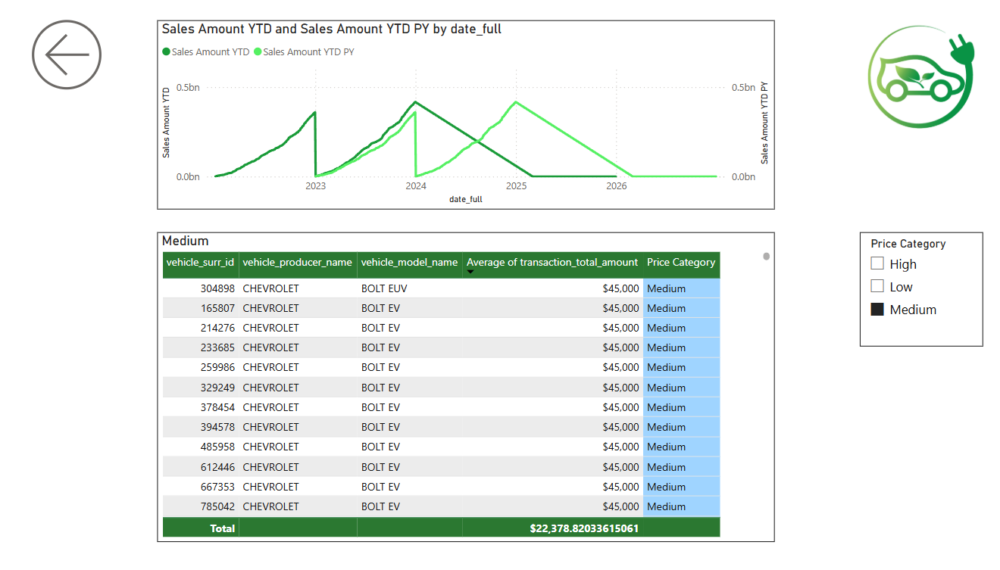 Sales Amount YTD and Sales Amount YTD PY by date_full
Sales Amount YTD Sales Amount YTD PY
Sales Amount YTD
0.5bn
0.0bn
0.5bn
0.0bn
Sales Amount YTD PY
2023 2024 2025 2026
date_full
Medium
vehicle_surr_id vehicle_producer_name vehicle_model_name Average of transaction_total_amount Price Category
304898 CHEVROLET BOLT EUV $45,000 Medium
165807 CHEVROLET BOLT EV $45,000 Medium
214276 CHEVROLET BOLT EV $45,000 Medium
233685 CHEVROLET BOLT EV $45,000 Medium
259986 CHEVROLET BOLT EV $45,000 Medium
329249 CHEVROLET BOLT EV $45,000 Medium
378454 CHEVROLET BOLT EV $45,000 Medium
394578 CHEVROLET BOLT EV $45,000 Medium
485958 CHEVROLET BOLT EV $45,000 Medium
612446 CHEVROLET BOLT EV $45,000 Medium
667353 CHEVROLET BOLT EV $45,000 Medium
785042 CHEVROLET BOLT EV $45,000 Medium
Total $22,378.82033615061
Price Category
High
Low
Medium